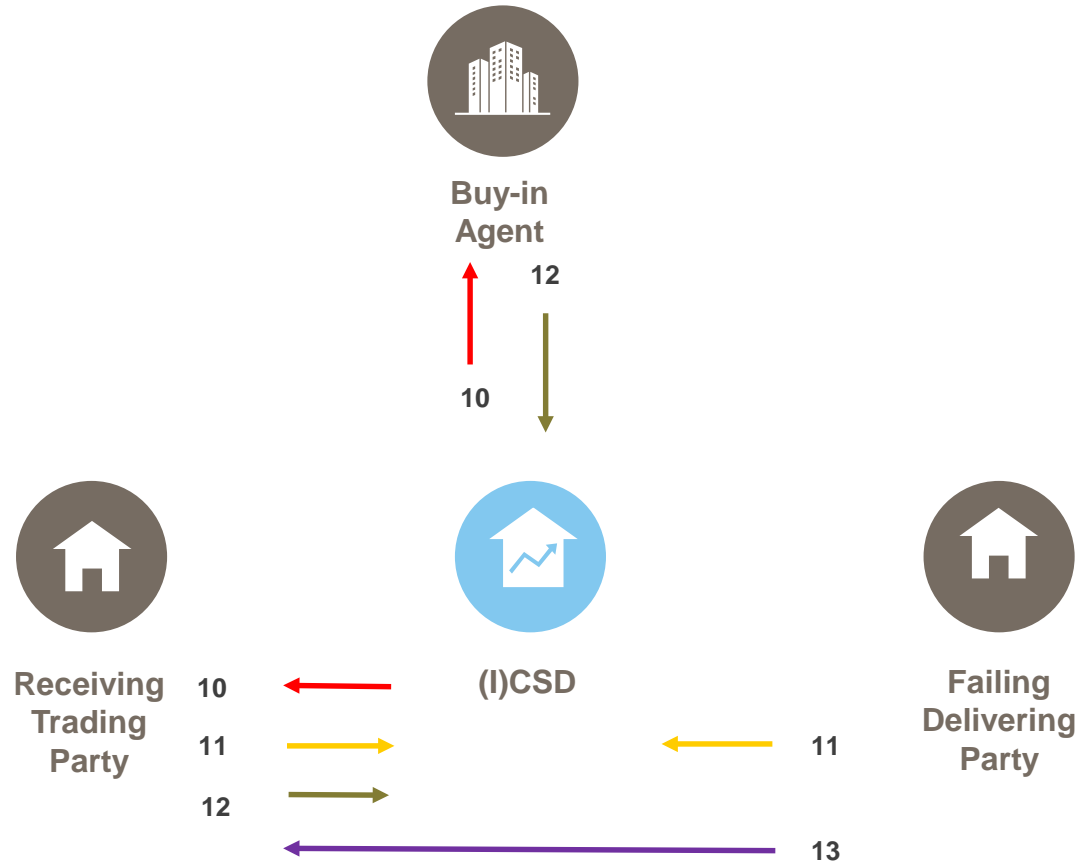 Buy-in
Agent
12
10
Receiving
Trading
Party
10
11
12
(I)CSD
Failing
Delivering
Party
11
13